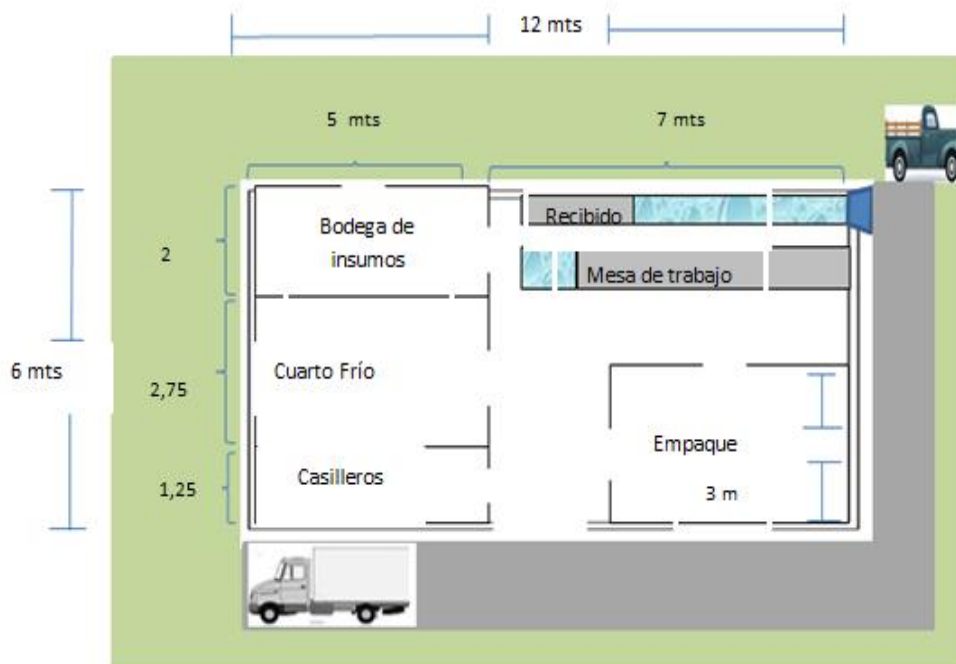 12 mts
5 mts
7 mts
Recibido
Bodega de
insumos
2
Mesa de trabajo
6 mts
Cuarto Frío
2,75
Empaque
Casilleros
1,25
3 m